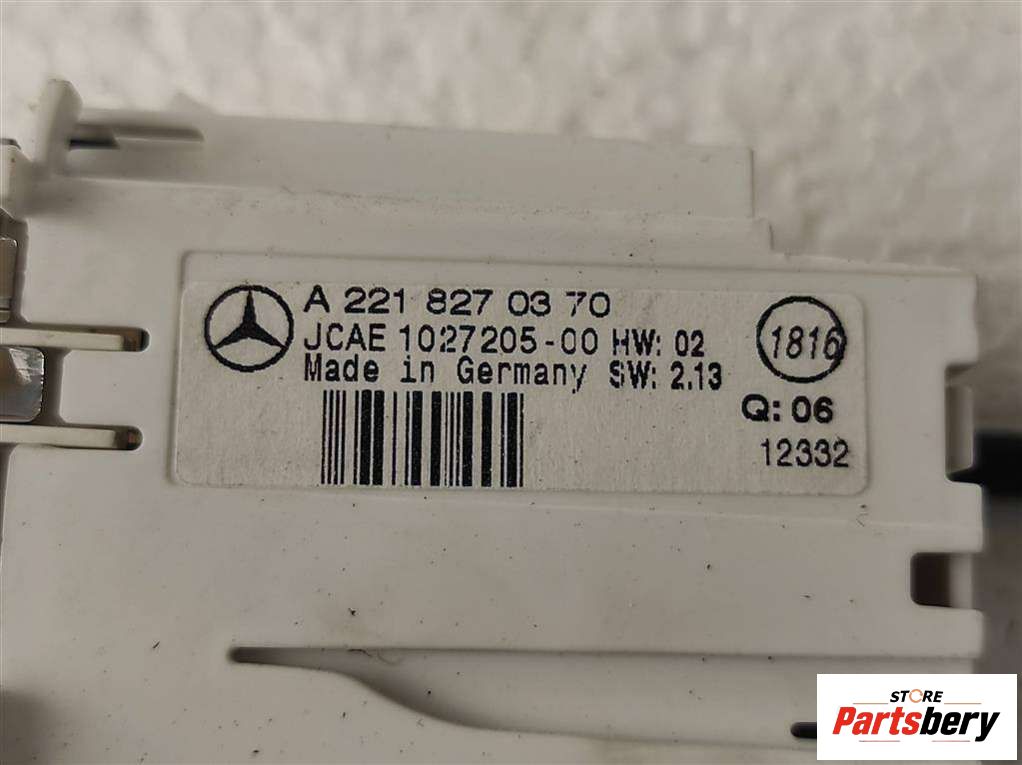 A 221 827 03 70
JCAE 1027205-00 HW: 02
Made in Germany SW: 2.13
1816
Q: 06
12332
STORE
Partsbery